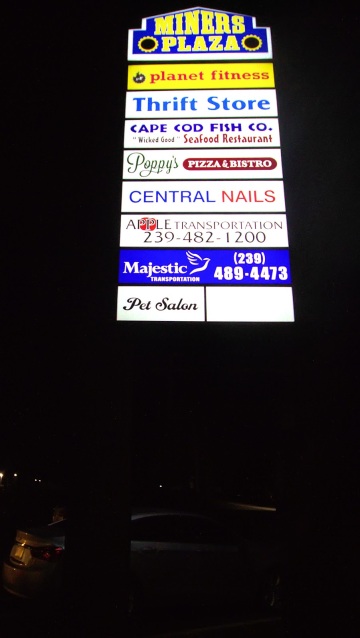 MINERS
PLAZA
planet fitness
Thrift Store
CAPE COD FISH CO.
"Wicked Good" Seafood Restaurant
Poppy's PIZZA & BISTRO
CENTRAL NAILS
APPLE TRANSPORTATION
239-482-1200
Majestic TRANSPORTATION
(239)
489-4473
Pet Salon